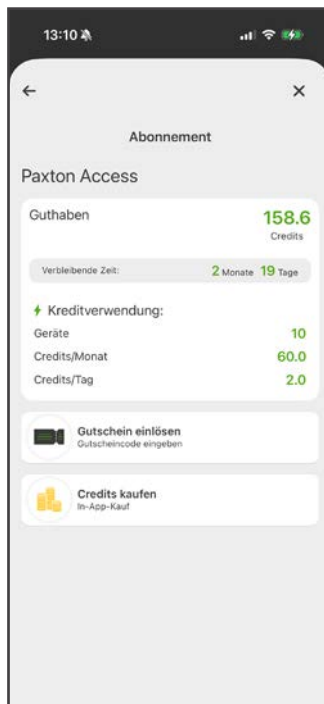 13:10
Abonnement
Paxton Access
Guthaben
158.6
Credits
Verbleibende Zeit: 2 Monate 19 Tage
Kreditverwendung:
Geräte 10
Credits/Monat 60.0
Credits/Tag 2.0
Gutschein einlösen
Gutscheincode eingeben
Credits kaufen
In-App-Kauf